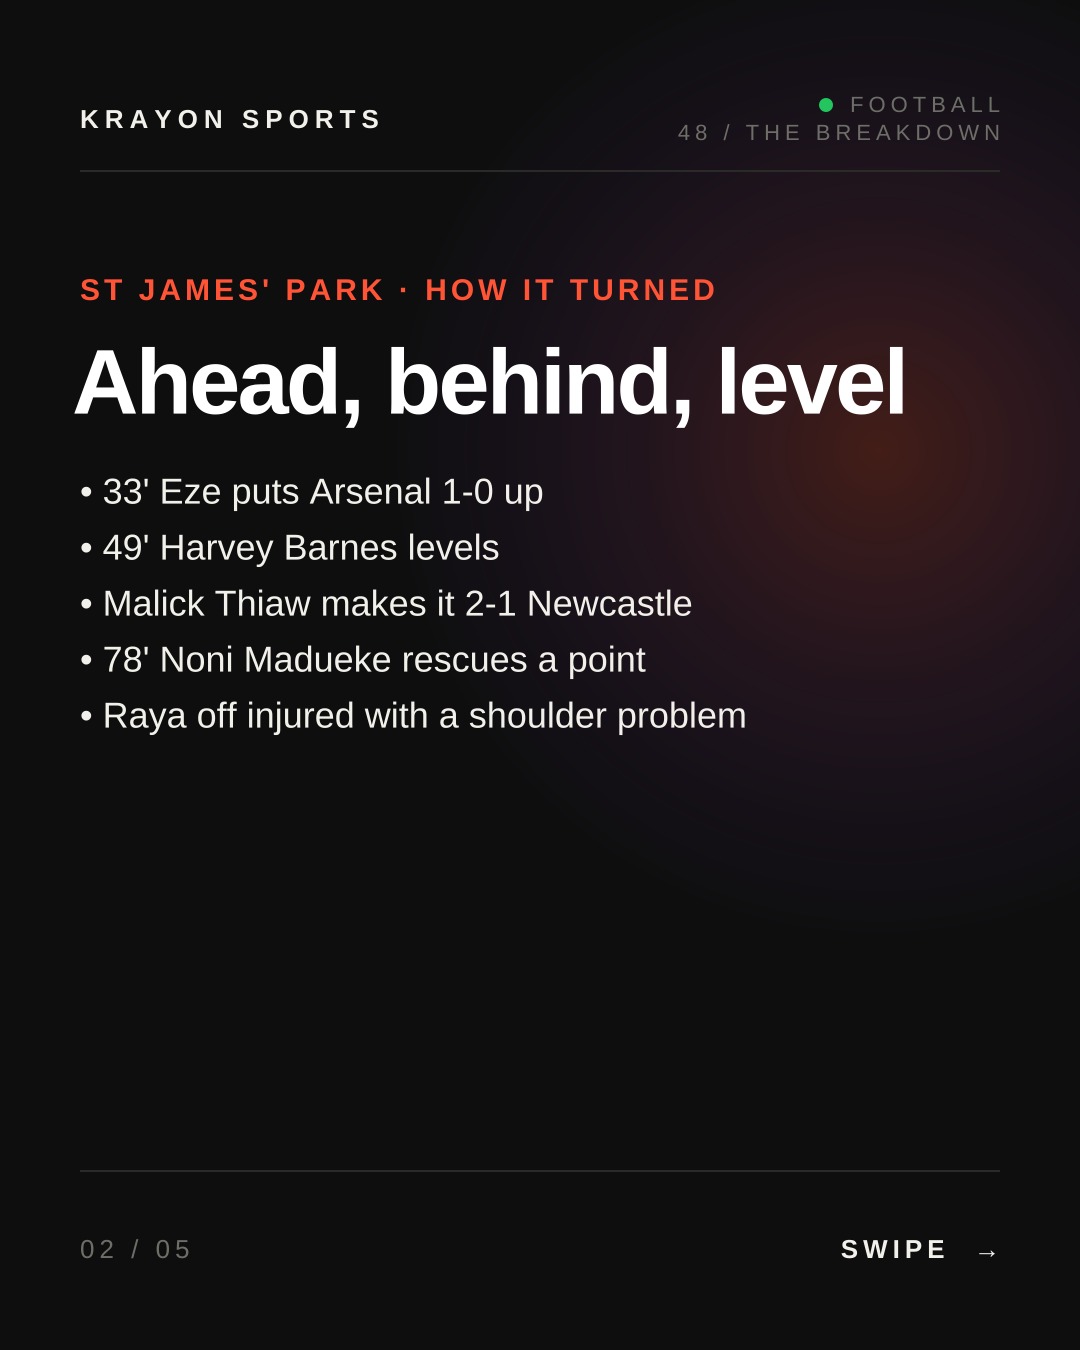 KRAYON SPORTS
● FOOTBALL
48 / THE BREAKDOWN
ST JAMES' PARK · HOW IT TURNED
Ahead, behind, level
• 33' Eze puts Arsenal 1-0 up
• 49' Harvey Barnes levels
• Malick Thiaw makes it 2-1 Newcastle
• 78' Noni Madueke rescues a point
• Raya off injured with a shoulder problem
02 / 05
SWIPE →